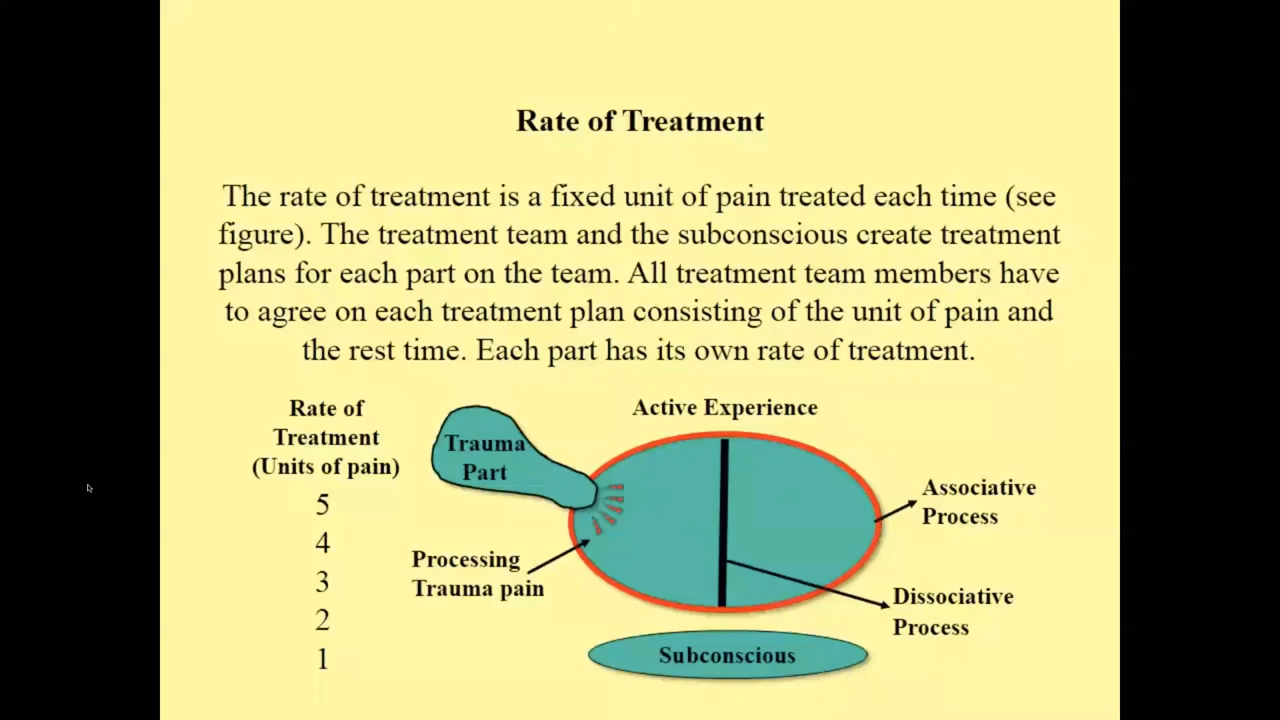 Rate of Treatment
The rate of treatment is a fixed unit of pain treated each time (see
figure). The treatment team and the subconscious create treatment
plans for each part on the team. All treatment team members have
to agree on each treatment plan consisting of the unit of pain and
the rest time. Each part has its own rate of treatment.
Rate of
Treatment
(Units of pain)
5
4
3
2
1
Trauma
Part
Active Experience
Processing
Trauma pain
Associative
Process
Dissociative
Process
Subconscious